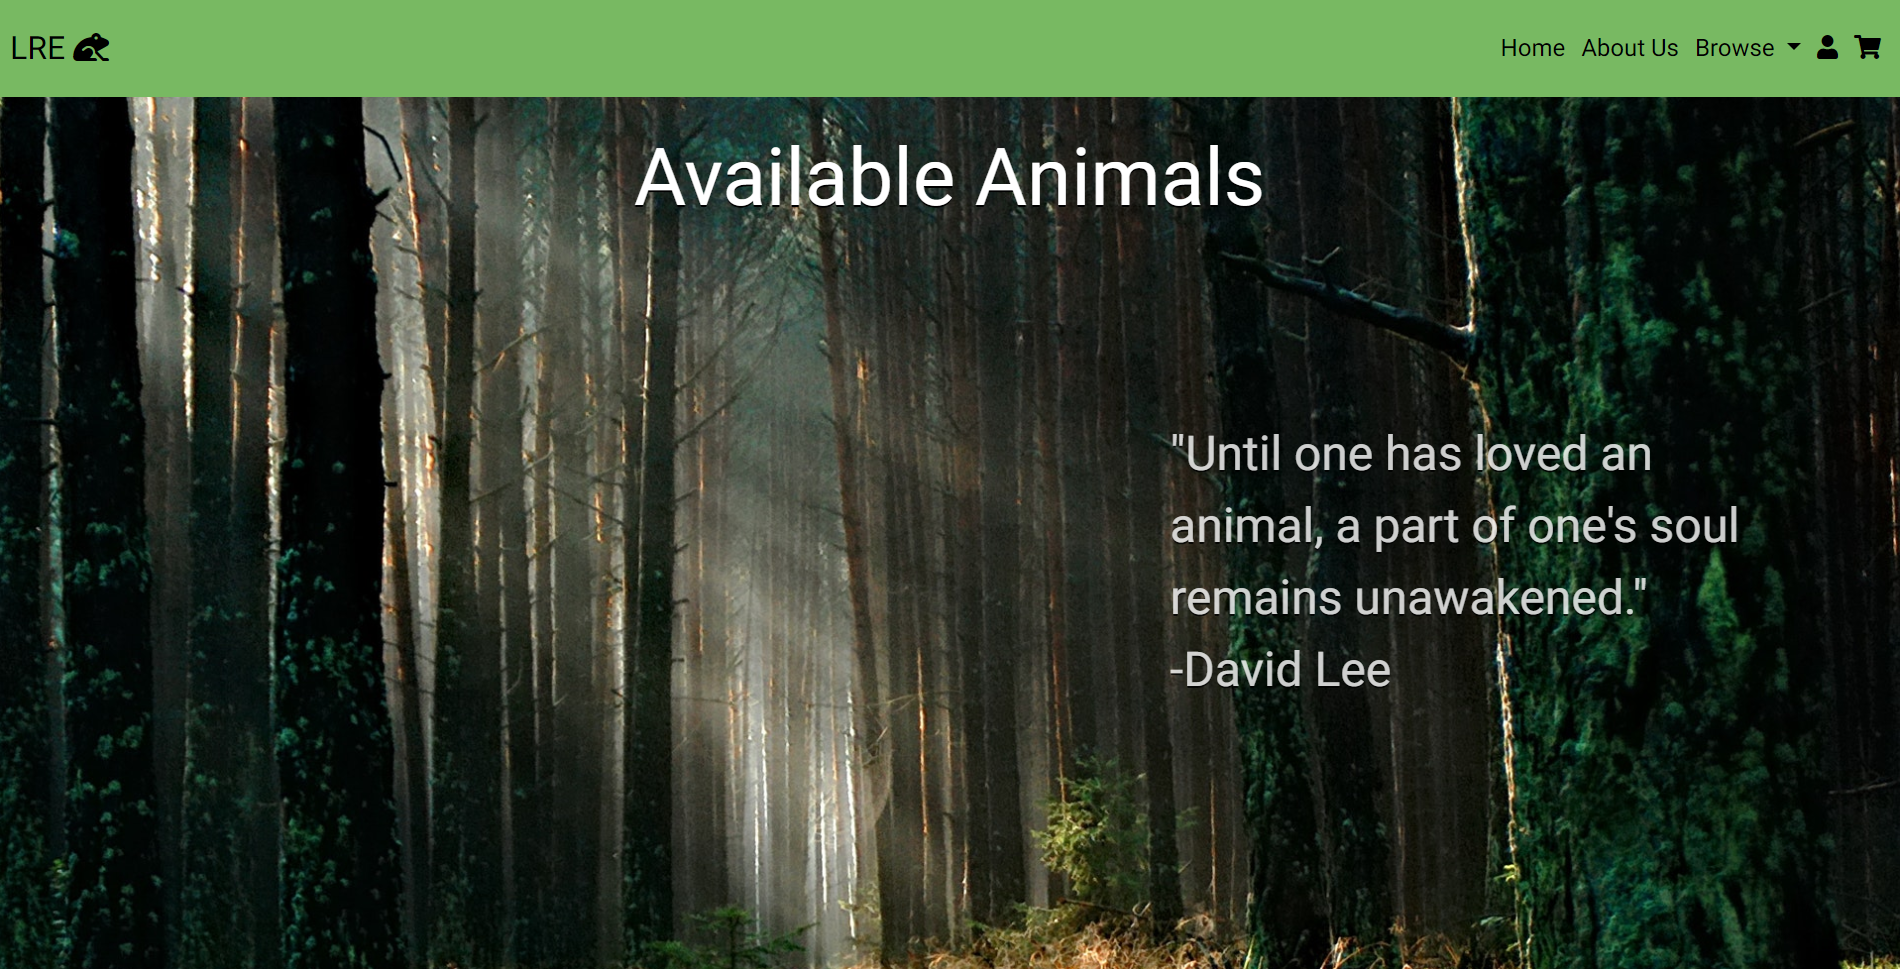 LRE
Home About Us Browse
Available Animals
"Until one has loved an
animal, a part of one's soul
remains unawakened."
-David Lee